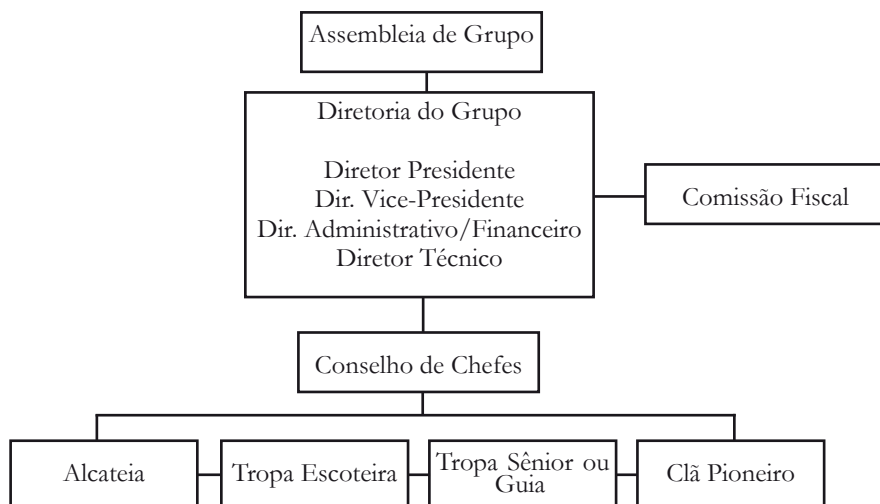 Assembleia de Grupo
Diretoria do Grupo
Diretor Presidente
Dir. Vice-Presidente
Dir. Administrativo/Financeiro
Diretor Técnico
Comissão Fiscal
Conselho de Chefes
Alcateia
Tropa Escoteira
Tropa Sênior ou
Guia
Clã Pioneiro